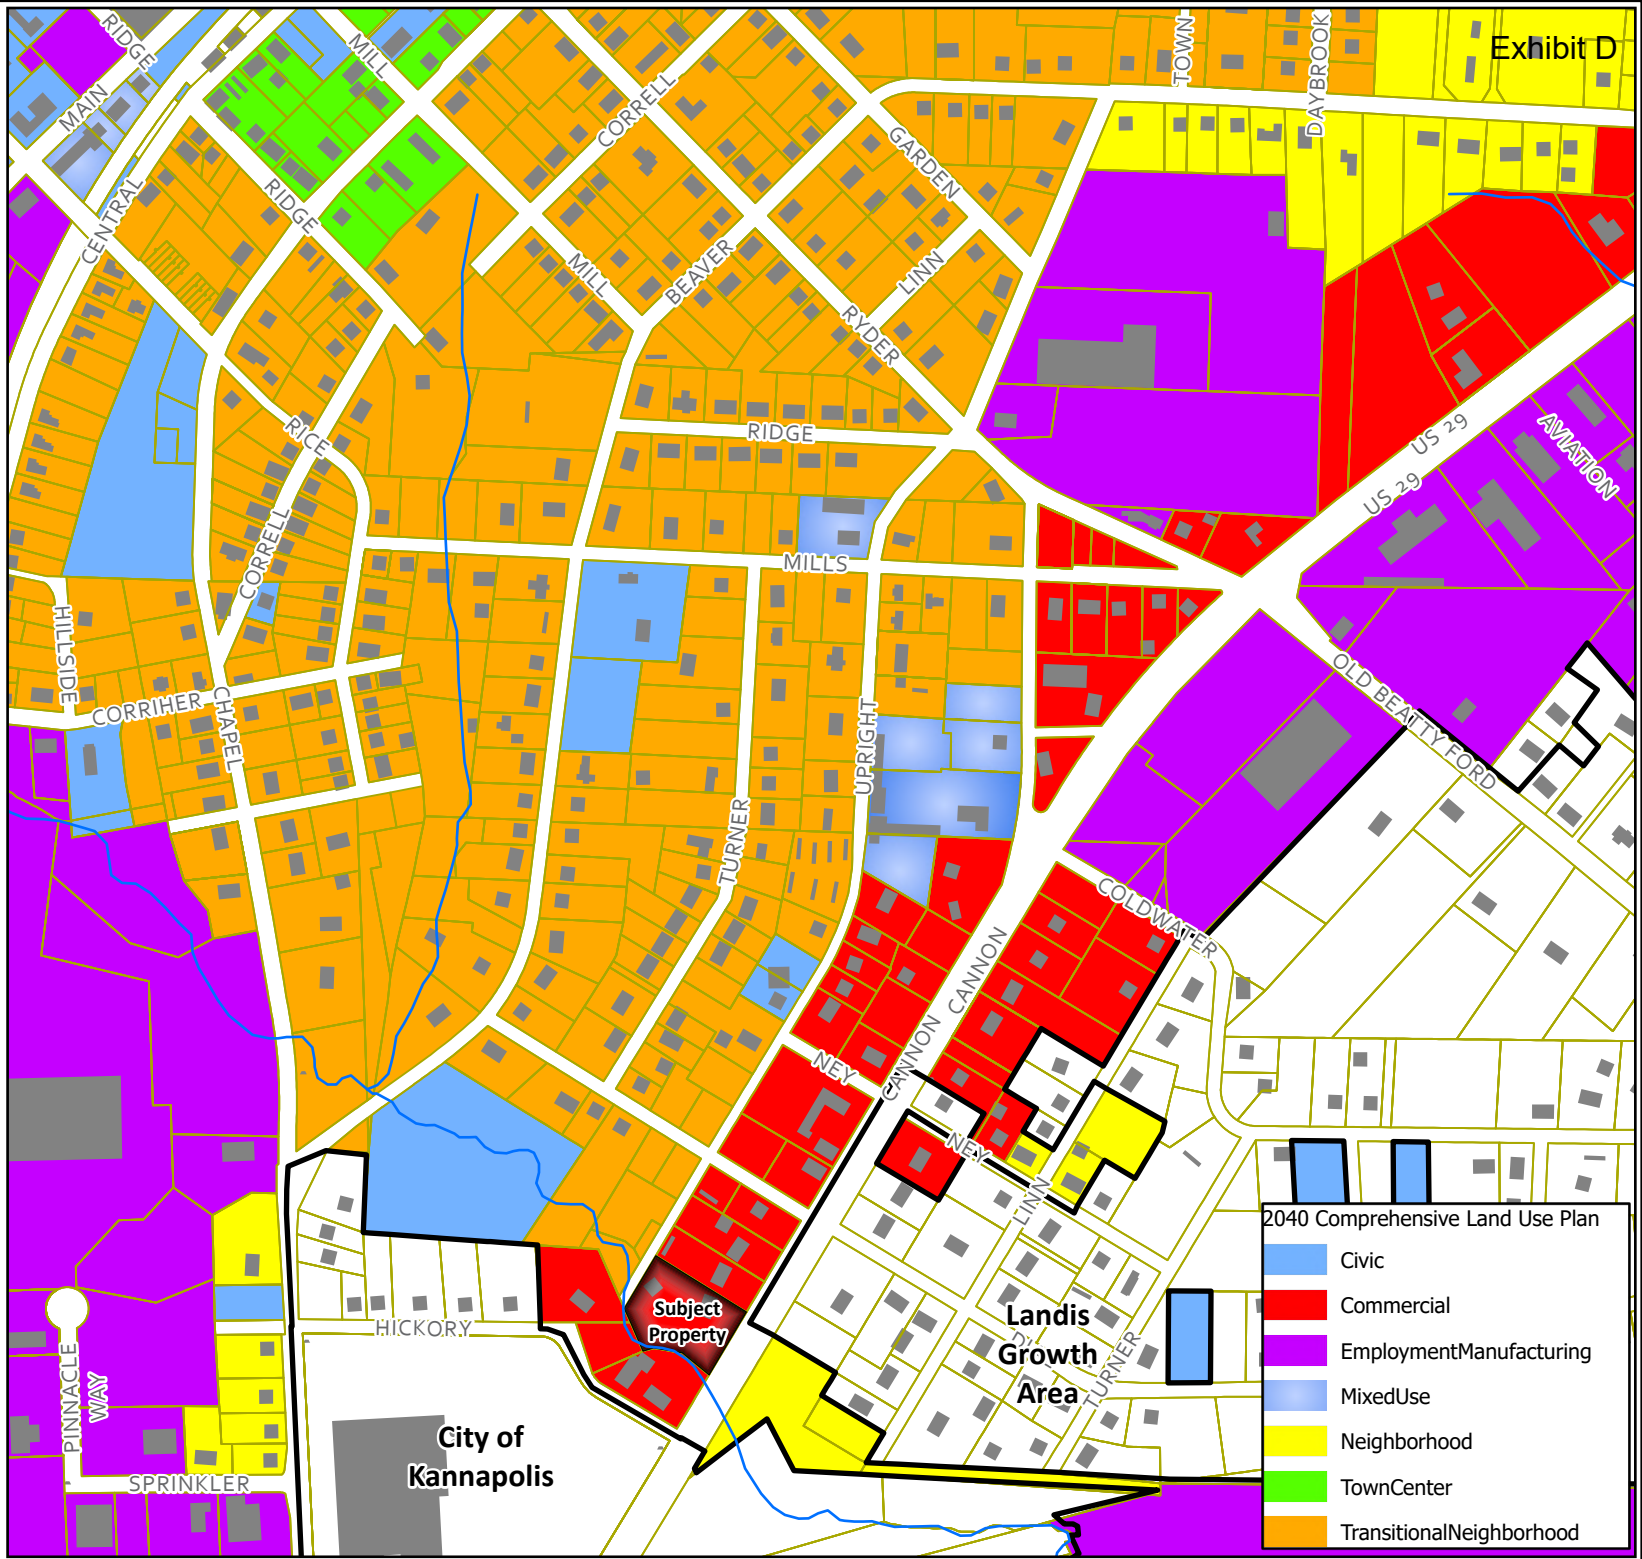 Exhibit D
RIDGE
MILL
MAIN
CORRELL
TOWN
DAYBROOK
GARDEN
CENTRAL
RIDGE
MILL
BEAVER
LINN
RYDER
RICE
RIDGE
US 29
US 29
AVIATION
CORRELL
MILLS
HILLSIDE
CORRIHER
CHAPEL
UPRIGHT
OLD BEATTY FORD
TURNER
COLDWATER
CANNON
CANNON
NEY
NEY
LINN
HICKORY
Subject
Property
Landis
Growth
Area
TURNER
PINNACLE
WAY
City of
Kannapolis
SPRINKLER
2040 Comprehensive Land Use Plan
Civic
Commercial
EmploymentManufacturing
MixedUse
Neighborhood
TownCenter
TransitionalNeighborhood